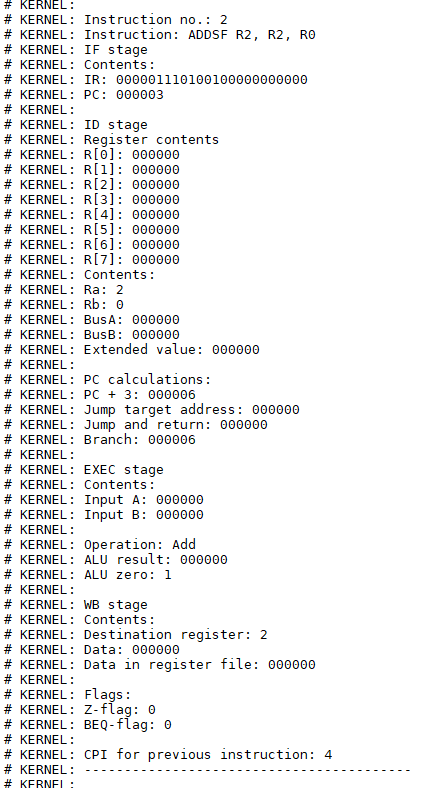 # KERNEL:
# KERNEL: Instruction no.: 2
# KERNEL: Instruction: ADDSF R2, R2, R0
# KERNEL: IF stage
# KERNEL: Contents:
# KERNEL: IR: 000001110100100000000000
# KERNEL: PC: 000003
# KERNEL:
# KERNEL: ID stage
# KERNEL: Register contents
# KERNEL: R[0]: 000000
# KERNEL: R[1]: 000000
# KERNEL: R[2]: 000000
# KERNEL: R[3]: 000000
# KERNEL: R[4]: 000000
# KERNEL: R[5]: 000000
# KERNEL: R[6]: 000000
# KERNEL: R[7]: 000000
# KERNEL: Contents:
# KERNEL: Ra: 2
# KERNEL: Rb: 0
# KERNEL: BusA: 000000
# KERNEL: BusB: 000000
# KERNEL: Extended value: 000000
# KERNEL:
# KERNEL: PC calculations:
# KERNEL: PC + 3: 000006
# KERNEL: Jump target address: 000000
# KERNEL: Jump and return: 000000
# KERNEL: Branch: 000006
# KERNEL:
# KERNEL: EXEC stage
# KERNEL: Contents:
# KERNEL: Input A: 000000
# KERNEL: Input B: 000000
# KERNEL:
# KERNEL: Operation: Add
# KERNEL: ALU result: 000000
# KERNEL: ALU zero: 1
# KERNEL:
# KERNEL: WB stage
# KERNEL: Contents:
# KERNEL: Destination register: 2
# KERNEL: Data: 000000
# KERNEL: Data in register file: 000000
# KERNEL:
# KERNEL: Flags:
# KERNEL: Z-flag: 0
# KERNEL: BEQ-flag: 0
# KERNEL:
# KERNEL: CPI for previous instruction: 4
# KERNEL: -----------------------------------------
# KERNEL: